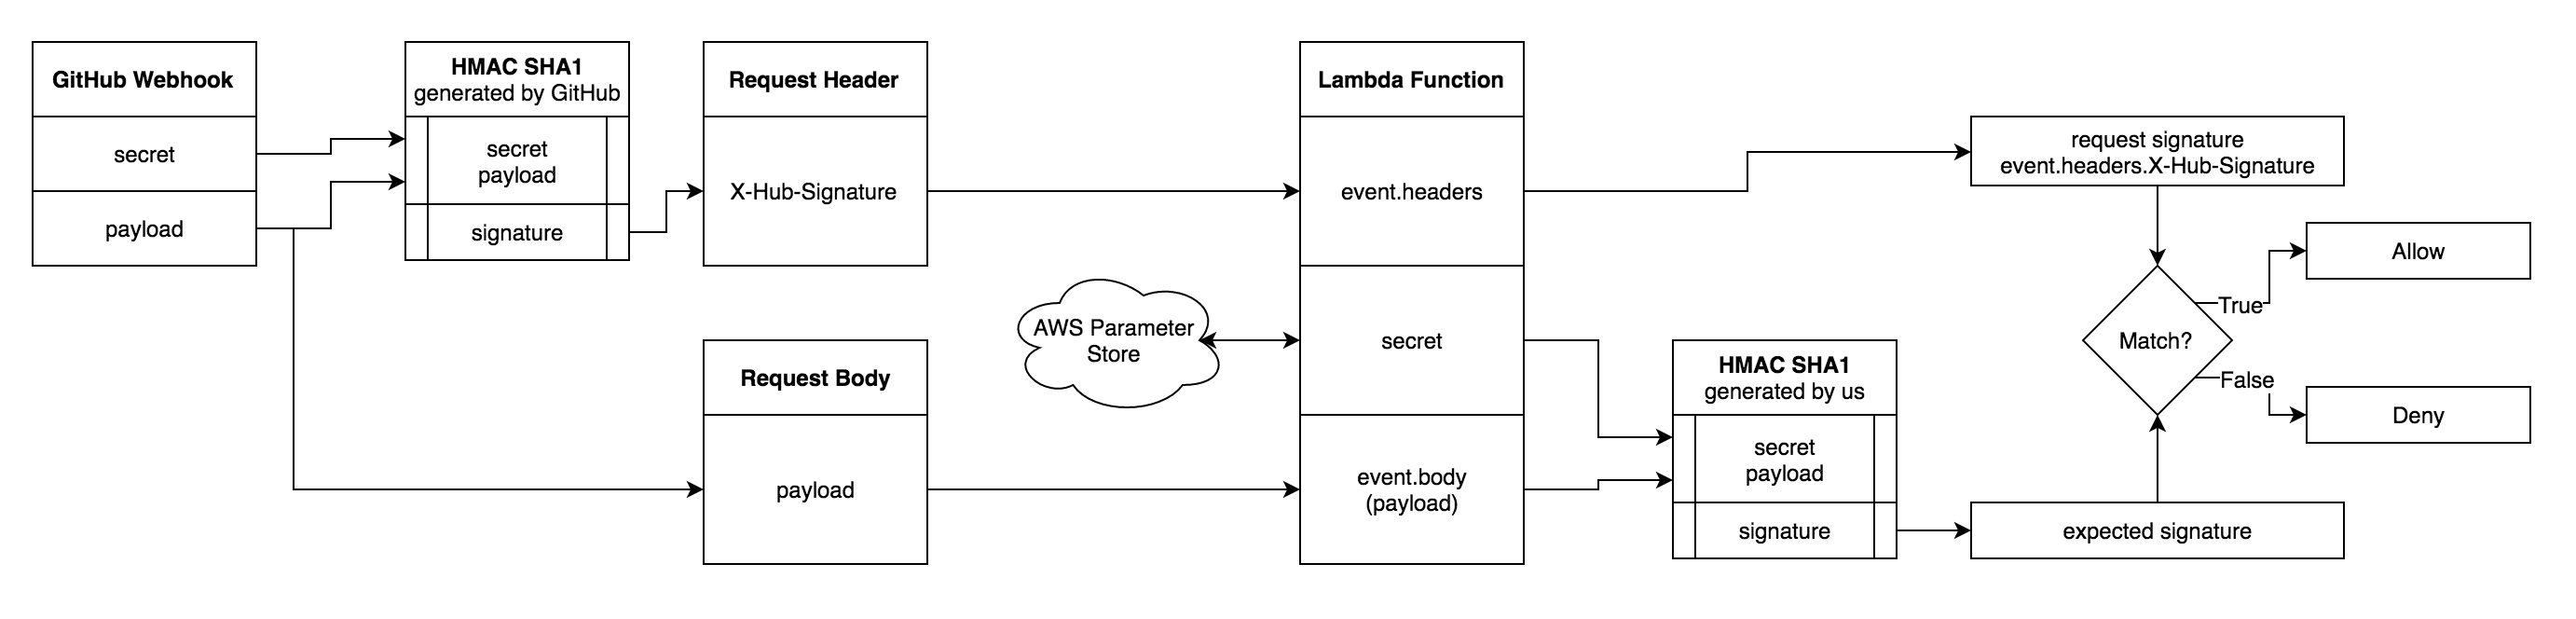 GitHub Webhook
secret
payload
HMAC SHA1
generated by GitHub
secret
payload
signature
Request Header
X-Hub-Signature
Request Body
payload
AWS Parameter
Store
Lambda Function
event.headers
secret
event.body
(payload)
HMAC SHA1
generated by us
secret
payload
signature
request signature
event.headers.X-Hub-Signature
Match?
True
False
Allow
Deny
expected signature